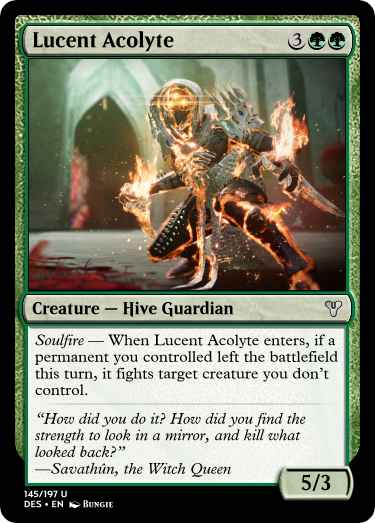 Lucent Acolyte 3
Creature — Hive Guardian
Soulfire — When Lucent Acolyte enters, if a
permanent you controlled left the battlefield
this turn, it fights target creature you don’t
control.
“How did you do it? How did you find the
strength to look in a mirror, and kill what
looked back?”
—Savathûn, the Witch Queen
5/3
145/197 U
DES • EN Bungie